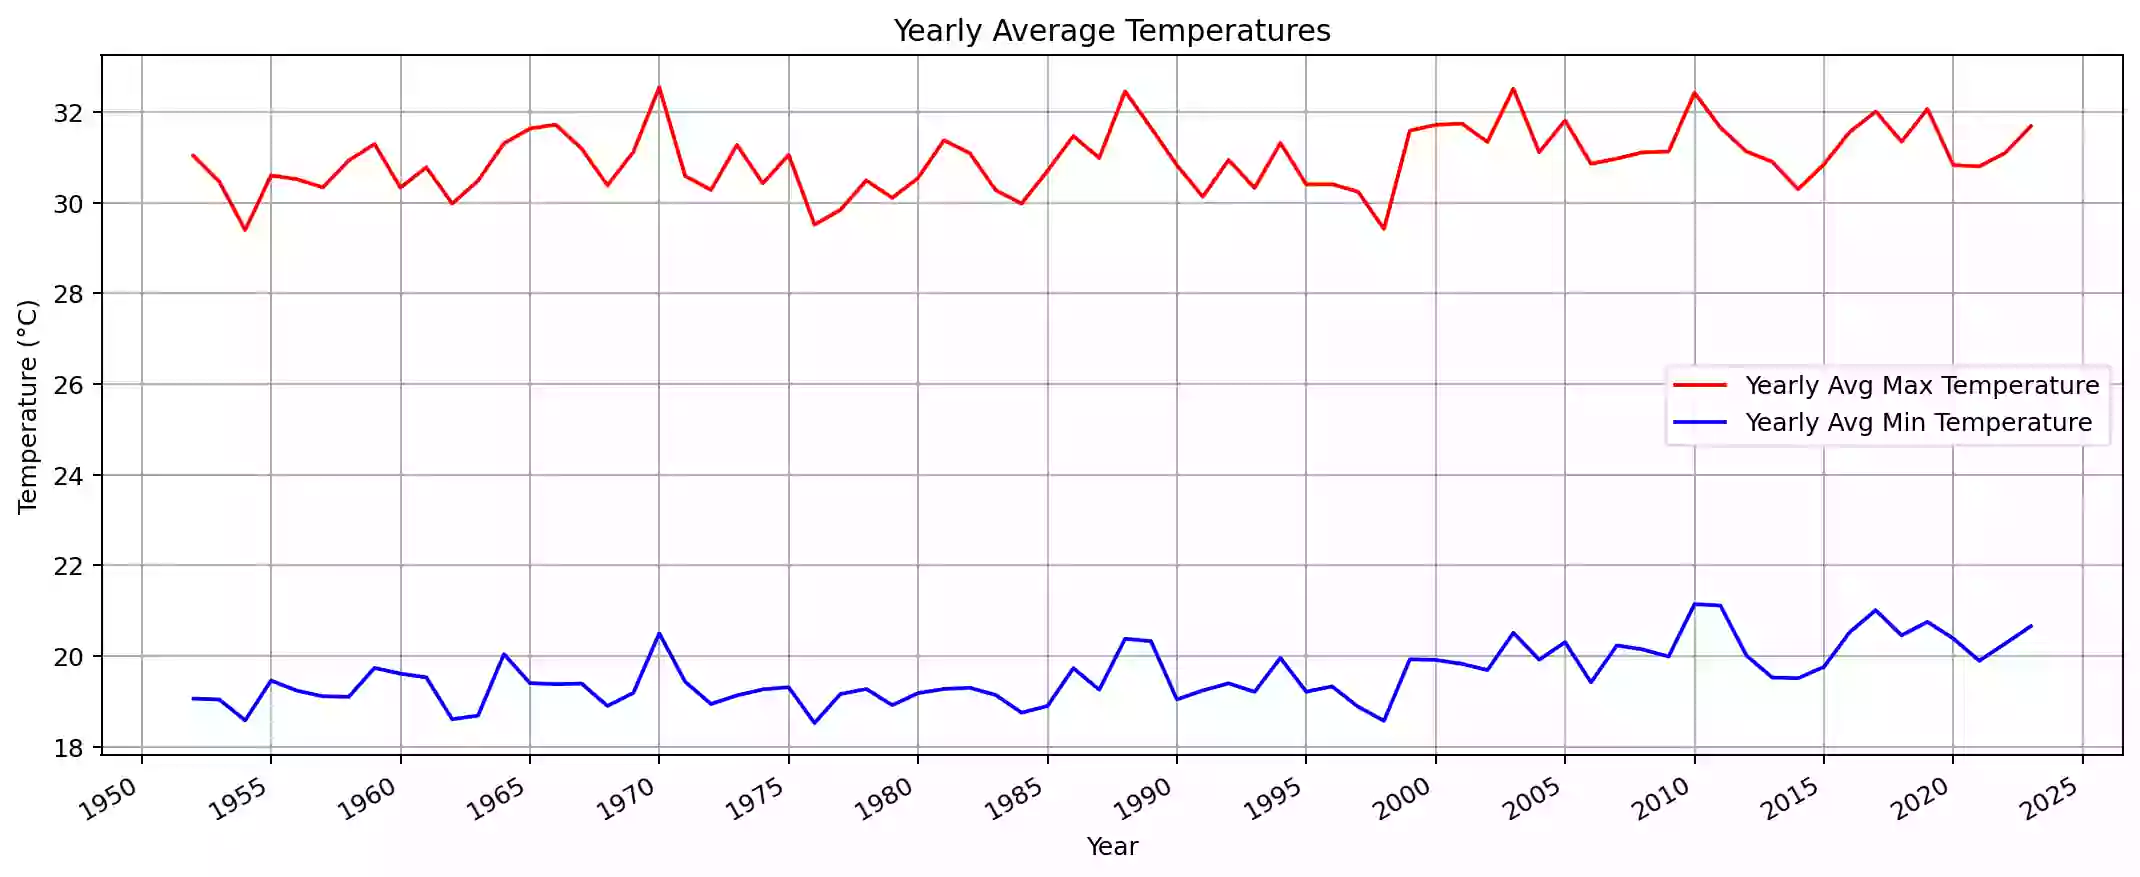 Yearly Average Temperatures
Temperature (°C)
32
30
28
26
24
22
20
18
Yearly Avg Max Temperature
Yearly Avg Min Temperature
1950 1955 1960 1965 1970 1975 1980 1985 1990 1995 2000 2005 2010 2015 2020 2025
Year